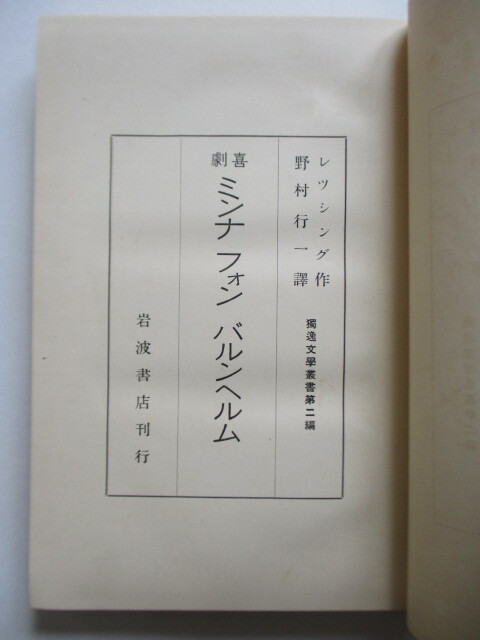 レツシング作
野村行一譯
獨逸文學叢書第二編
喜劇
ミンナ フォン バルンヘルム
岩波書店刊行